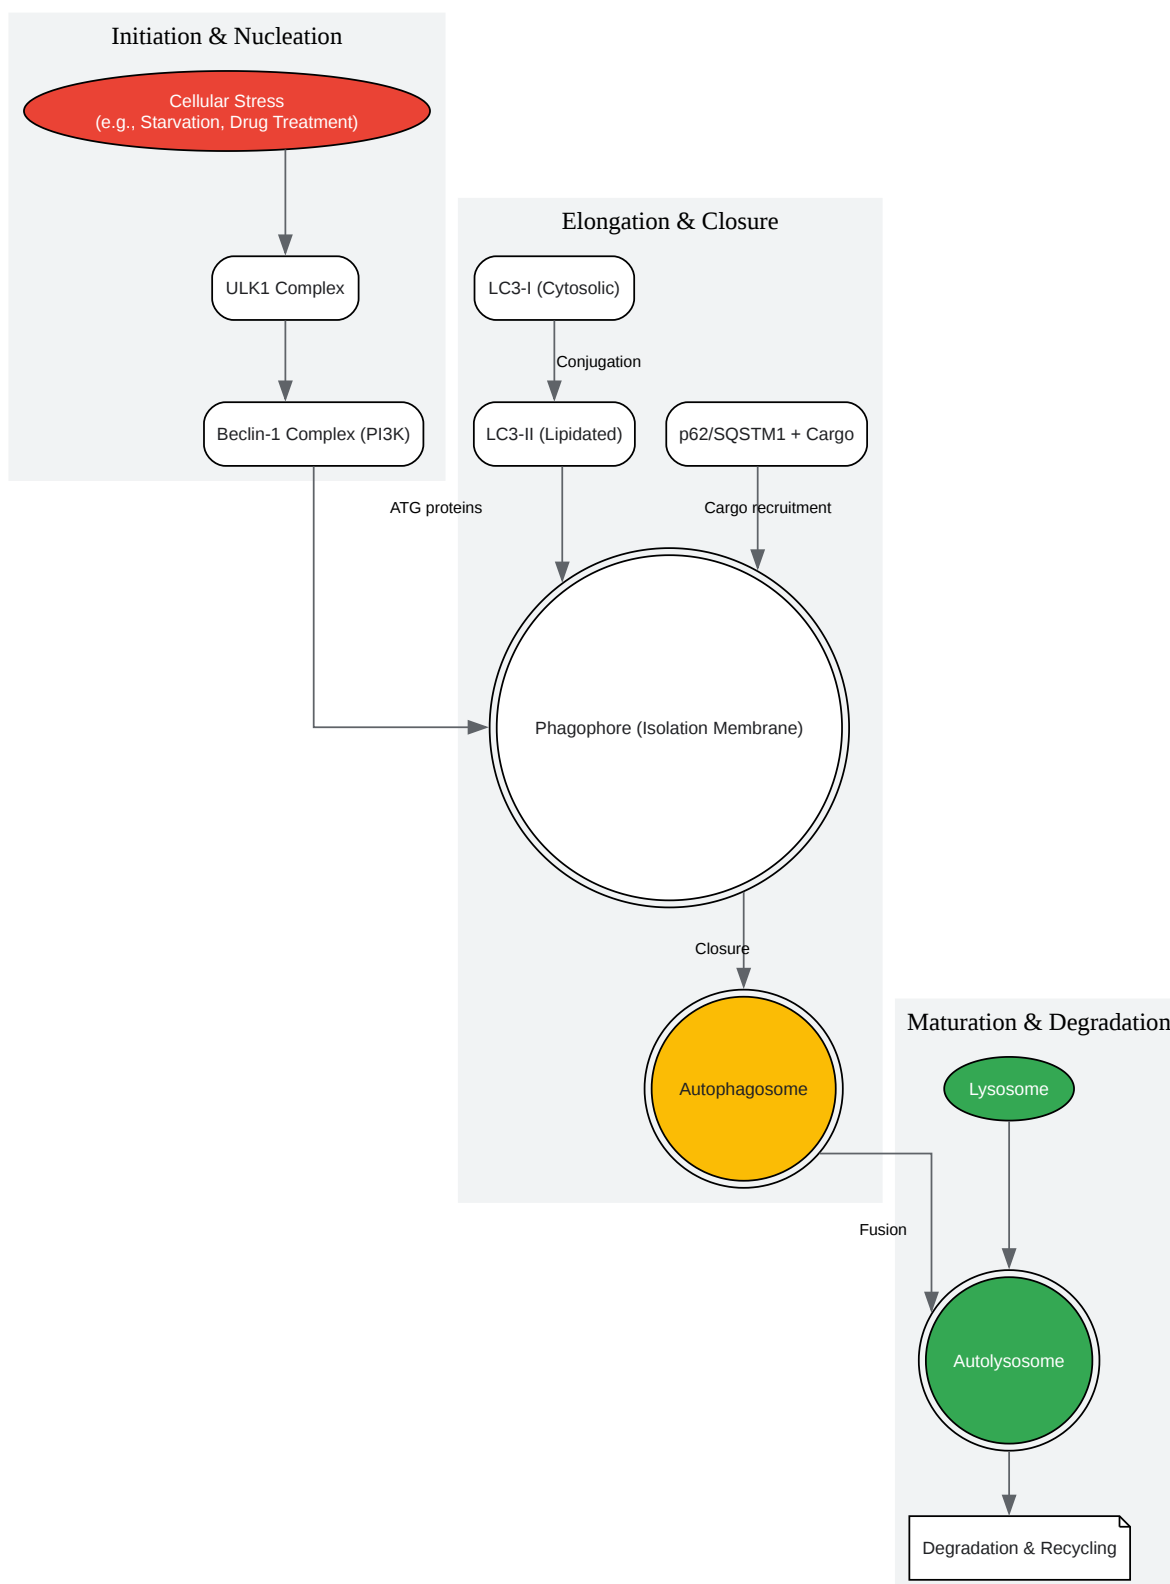 Initiation & Nucleation
Cellular Stress
(e.g., Starvation, Drug Treatment)
ULK1 Complex
Beclin-1 Complex (PI3K)
Elongation & Closure
LC3-I (Cytosolic)
Conjugation
LC3-II (Lipidated)
p62/SQSTM1 + Cargo
ATG proteins
Cargo recruitment
Phagophore (Isolation Membrane)
Closure
Autophagosome
Maturation & Degradation
Lysosome
Fusion
Autolysosome
Degradation & Recycling